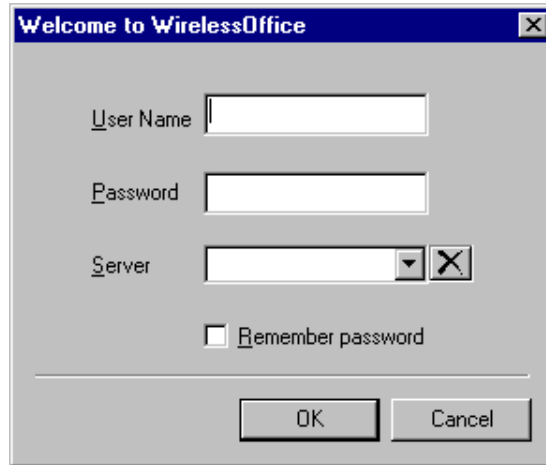 Welcome to WirelessOffice
User Name
Password
Server
Remember password
OK Cancel